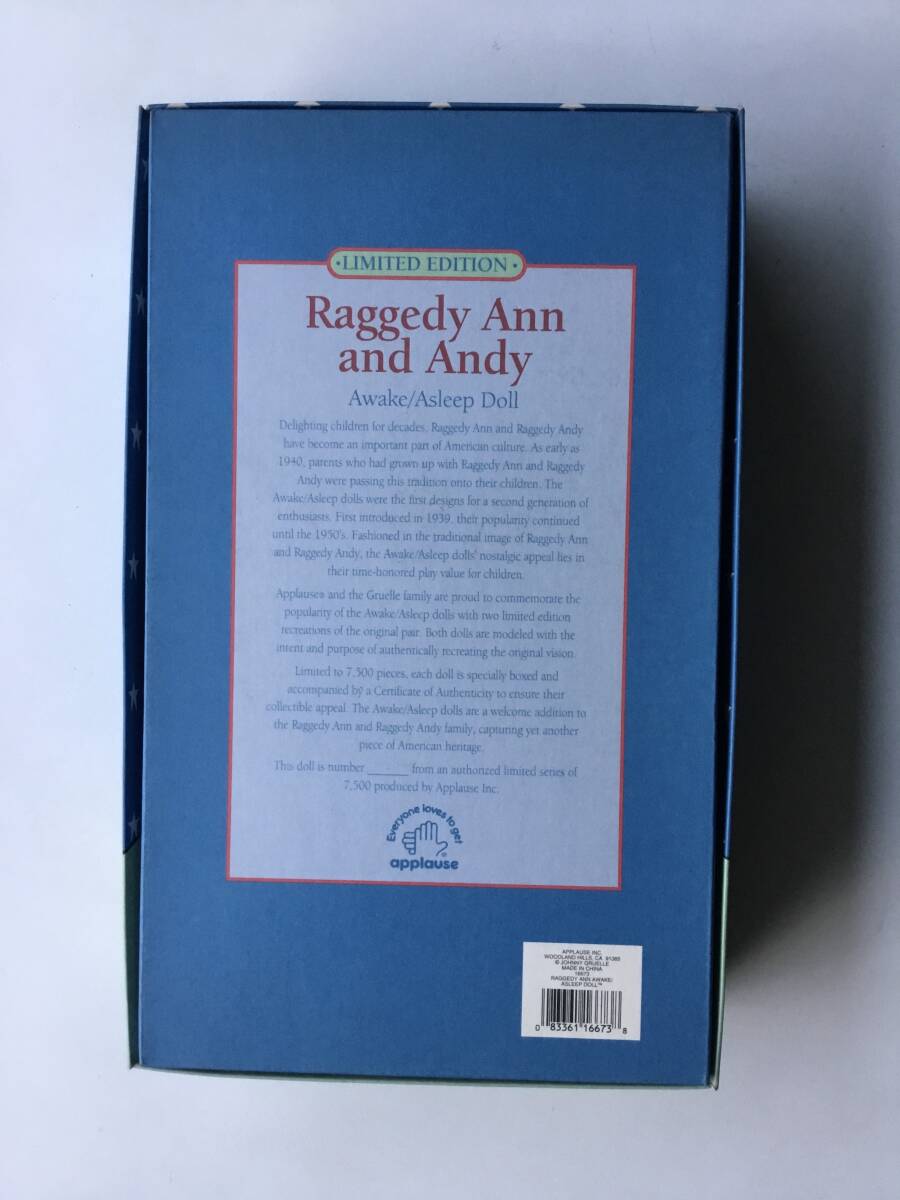 ·LIMITED EDITION·
Raggedy Ann
and Andy
Awake/Asleep Doll
Delighting children for decades, Raggedy Ann and Raggedy Andy
have become an important part of American culture. As early as
1940, parents who had grown up with Raggedy Ann and Raggedy
Andy were passing this tradition onto their children. The
Awake/Asleep dolls were the first designs for a second generation of
enthusiasts. First introduced in 1939, their popularity continued
until the 1950's. Fashioned in the traditional image of Raggedy Ann
and Raggedy Andy, the Awake/Asleep dolls' nostalgic appeal lies in
their time-honored play value for children.
Applause® and the Gruelle family are proud to commemorate the
popularity of the Awake/Asleep dolls with two limited edition
recreations of the original pair. Both dolls are modeled with the
intent and purpose of authentically recreating the original vision.
Limited to 7,500 pieces, each doll is specially boxed and
accompanied by a Certificate of Authenticity to ensure their
collectible appeal. The Awake/Asleep dolls are a welcome addition to
the Raggedy Ann and Raggedy Andy family, capturing yet another
piece of American heritage.
This doll is number ______ from an authorized limited series of
7,500 produced by Applause Inc.
Everyone loves to get
applause
APPLAUSE INC.
WOODLAND HILLS, CA 91365
© JOHNNY GRUELLE
MADE IN CHINA
16673
RAGGEDY ANN AWAKE/
ASLEEP DOLL™
0 83361 16673 8